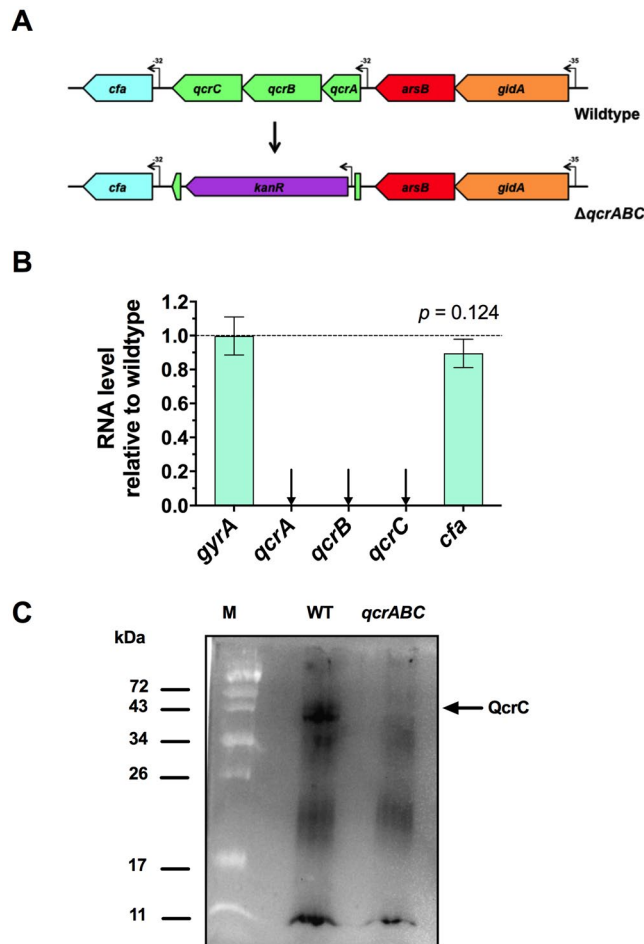 A
-32 -32 -35
cfa qcrC qcrB qcrA arsB gidA
Wildtype
-32 -35
cfa kanR arsB gidA
ΔqcrABC
B
RNA level
relative to wildtype
1.2
1.0
0.8
0.6
0.4
0.2
0.0
p = 0.124
gyrA qcrA qcrB qcrC cfa
C
M WT qcrABC
kDa
72
43
34
26
17
11
QcrC